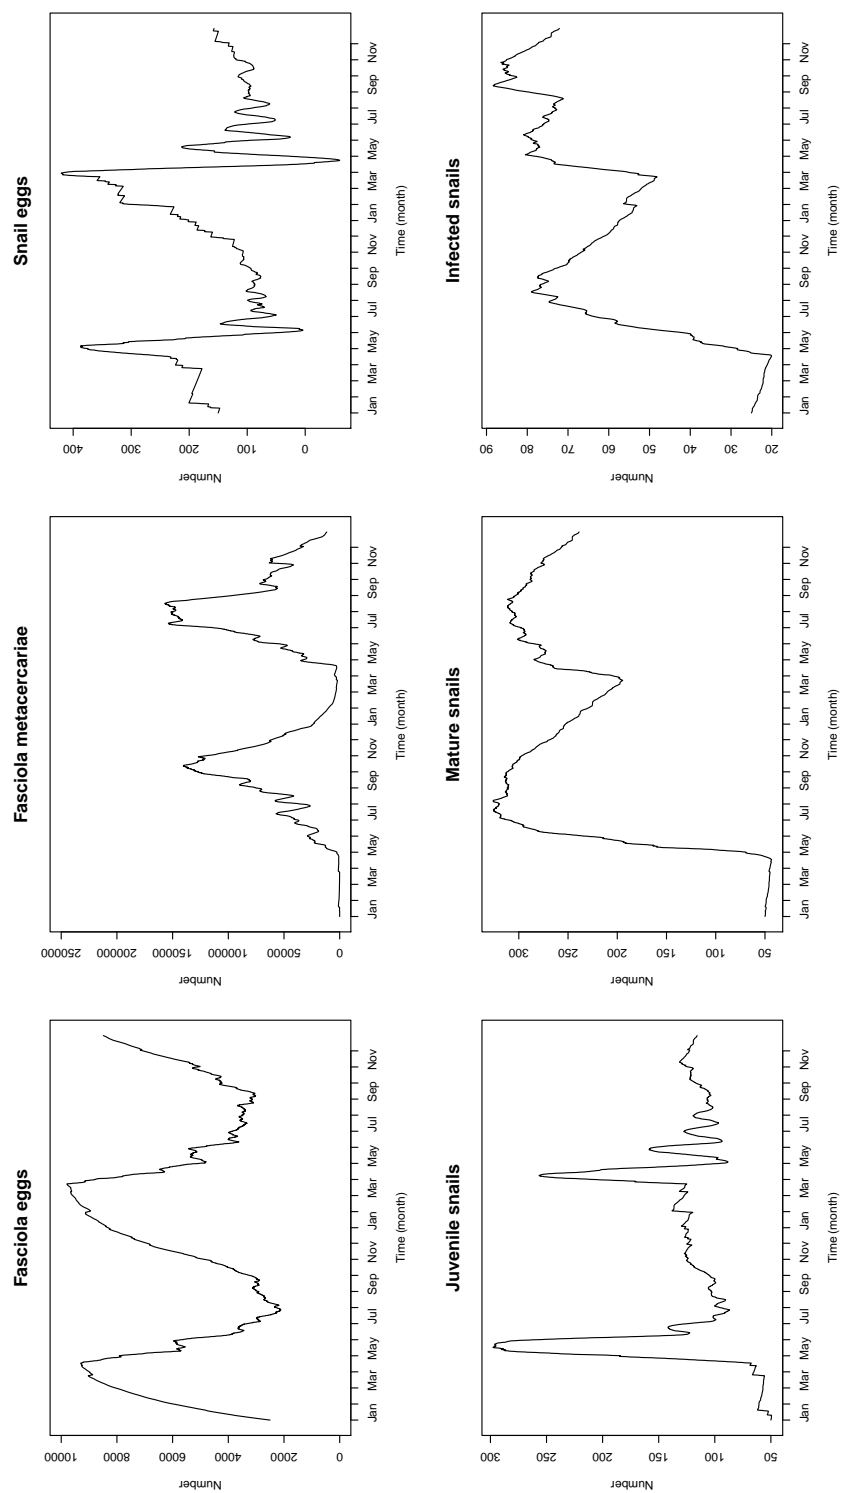 Fasciola eggs
Number
10000
8000
6000
4000
2000
0
Jan Mar May Jul Sep Nov Jan Mar May Jul Sep Nov
Time (month)
Fasciola metacercariae
Number
250000
200000
150000
100000
50000
0
Jan Mar May Jul Sep Nov Jan Mar May Jul Sep Nov
Time (month)
Snail eggs
Number
400
300
200
100
0
Jan Mar May Jul Sep Nov Jan Mar May Jul Sep Nov
Time (month)
Juvenile snails
Number
300
250
150
100
50
Jan Mar May Jul Sep Nov Jan Mar May Jul Sep Nov
Time (month)
Mature snails
Number
300
250
200
150
100
50
Jan Mar May Jul Sep Nov Jan Mar May Jul Sep Nov
Time (month)
Infected snails
Number
90
80
70
60
50
40
30
20
Jan Mar May Jul Sep Nov Jan Mar May Jul Sep Nov
Time (month)